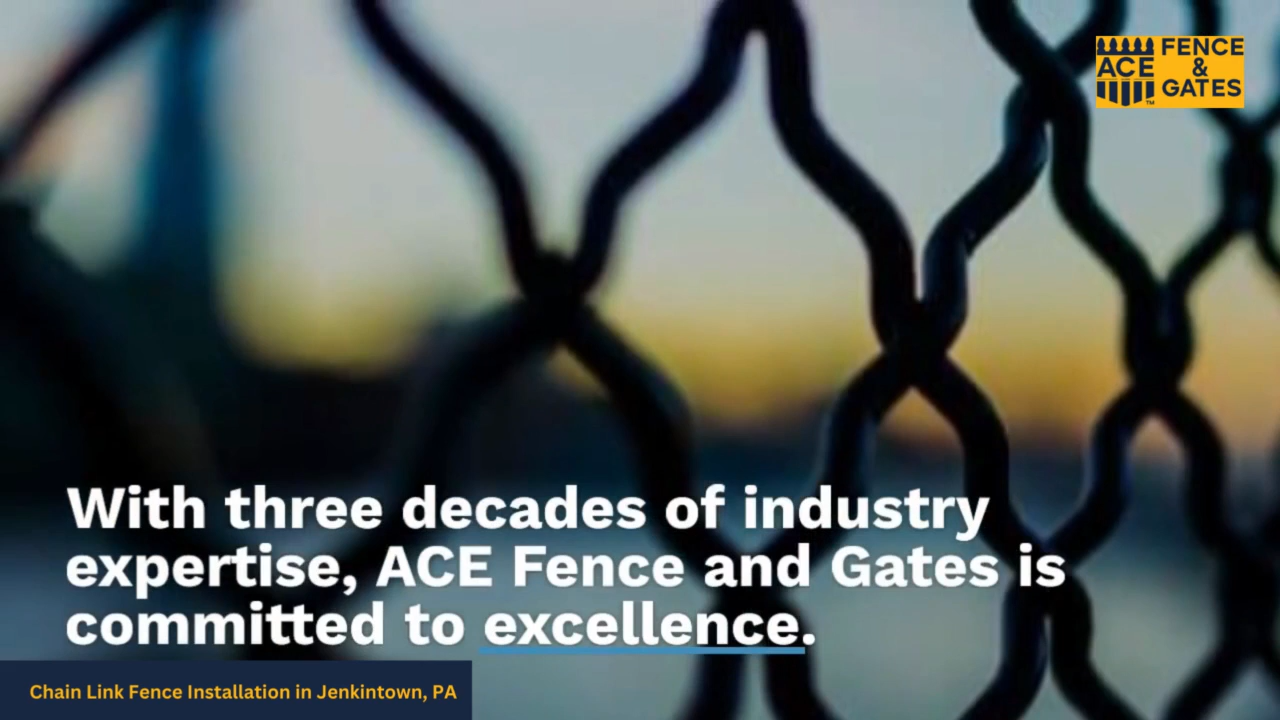 FENCE
ACE
&
GATES
TM
With three decades of industry
expertise, ACE Fence and Gates is
committed to excellence.
Chain Link Fence Installation in Jenkintown, PA